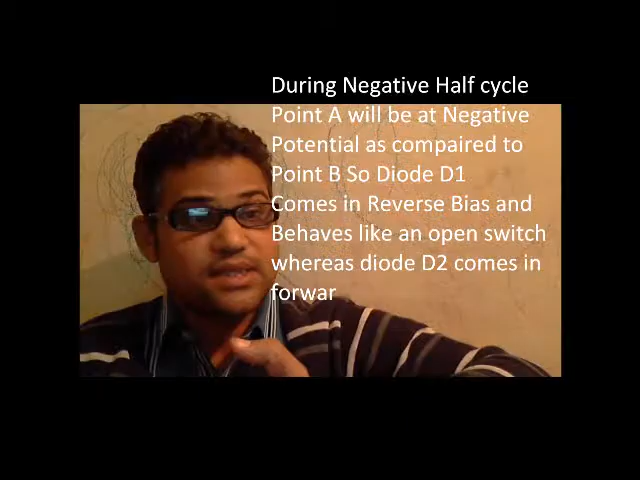 During Negative Half cycle
Point A will be at Negative
Potential as compaired to
Point B So Diode D1
Comes in Reverse Bias and
Behaves like an open switch
whereas diode D2 comes in
forwar